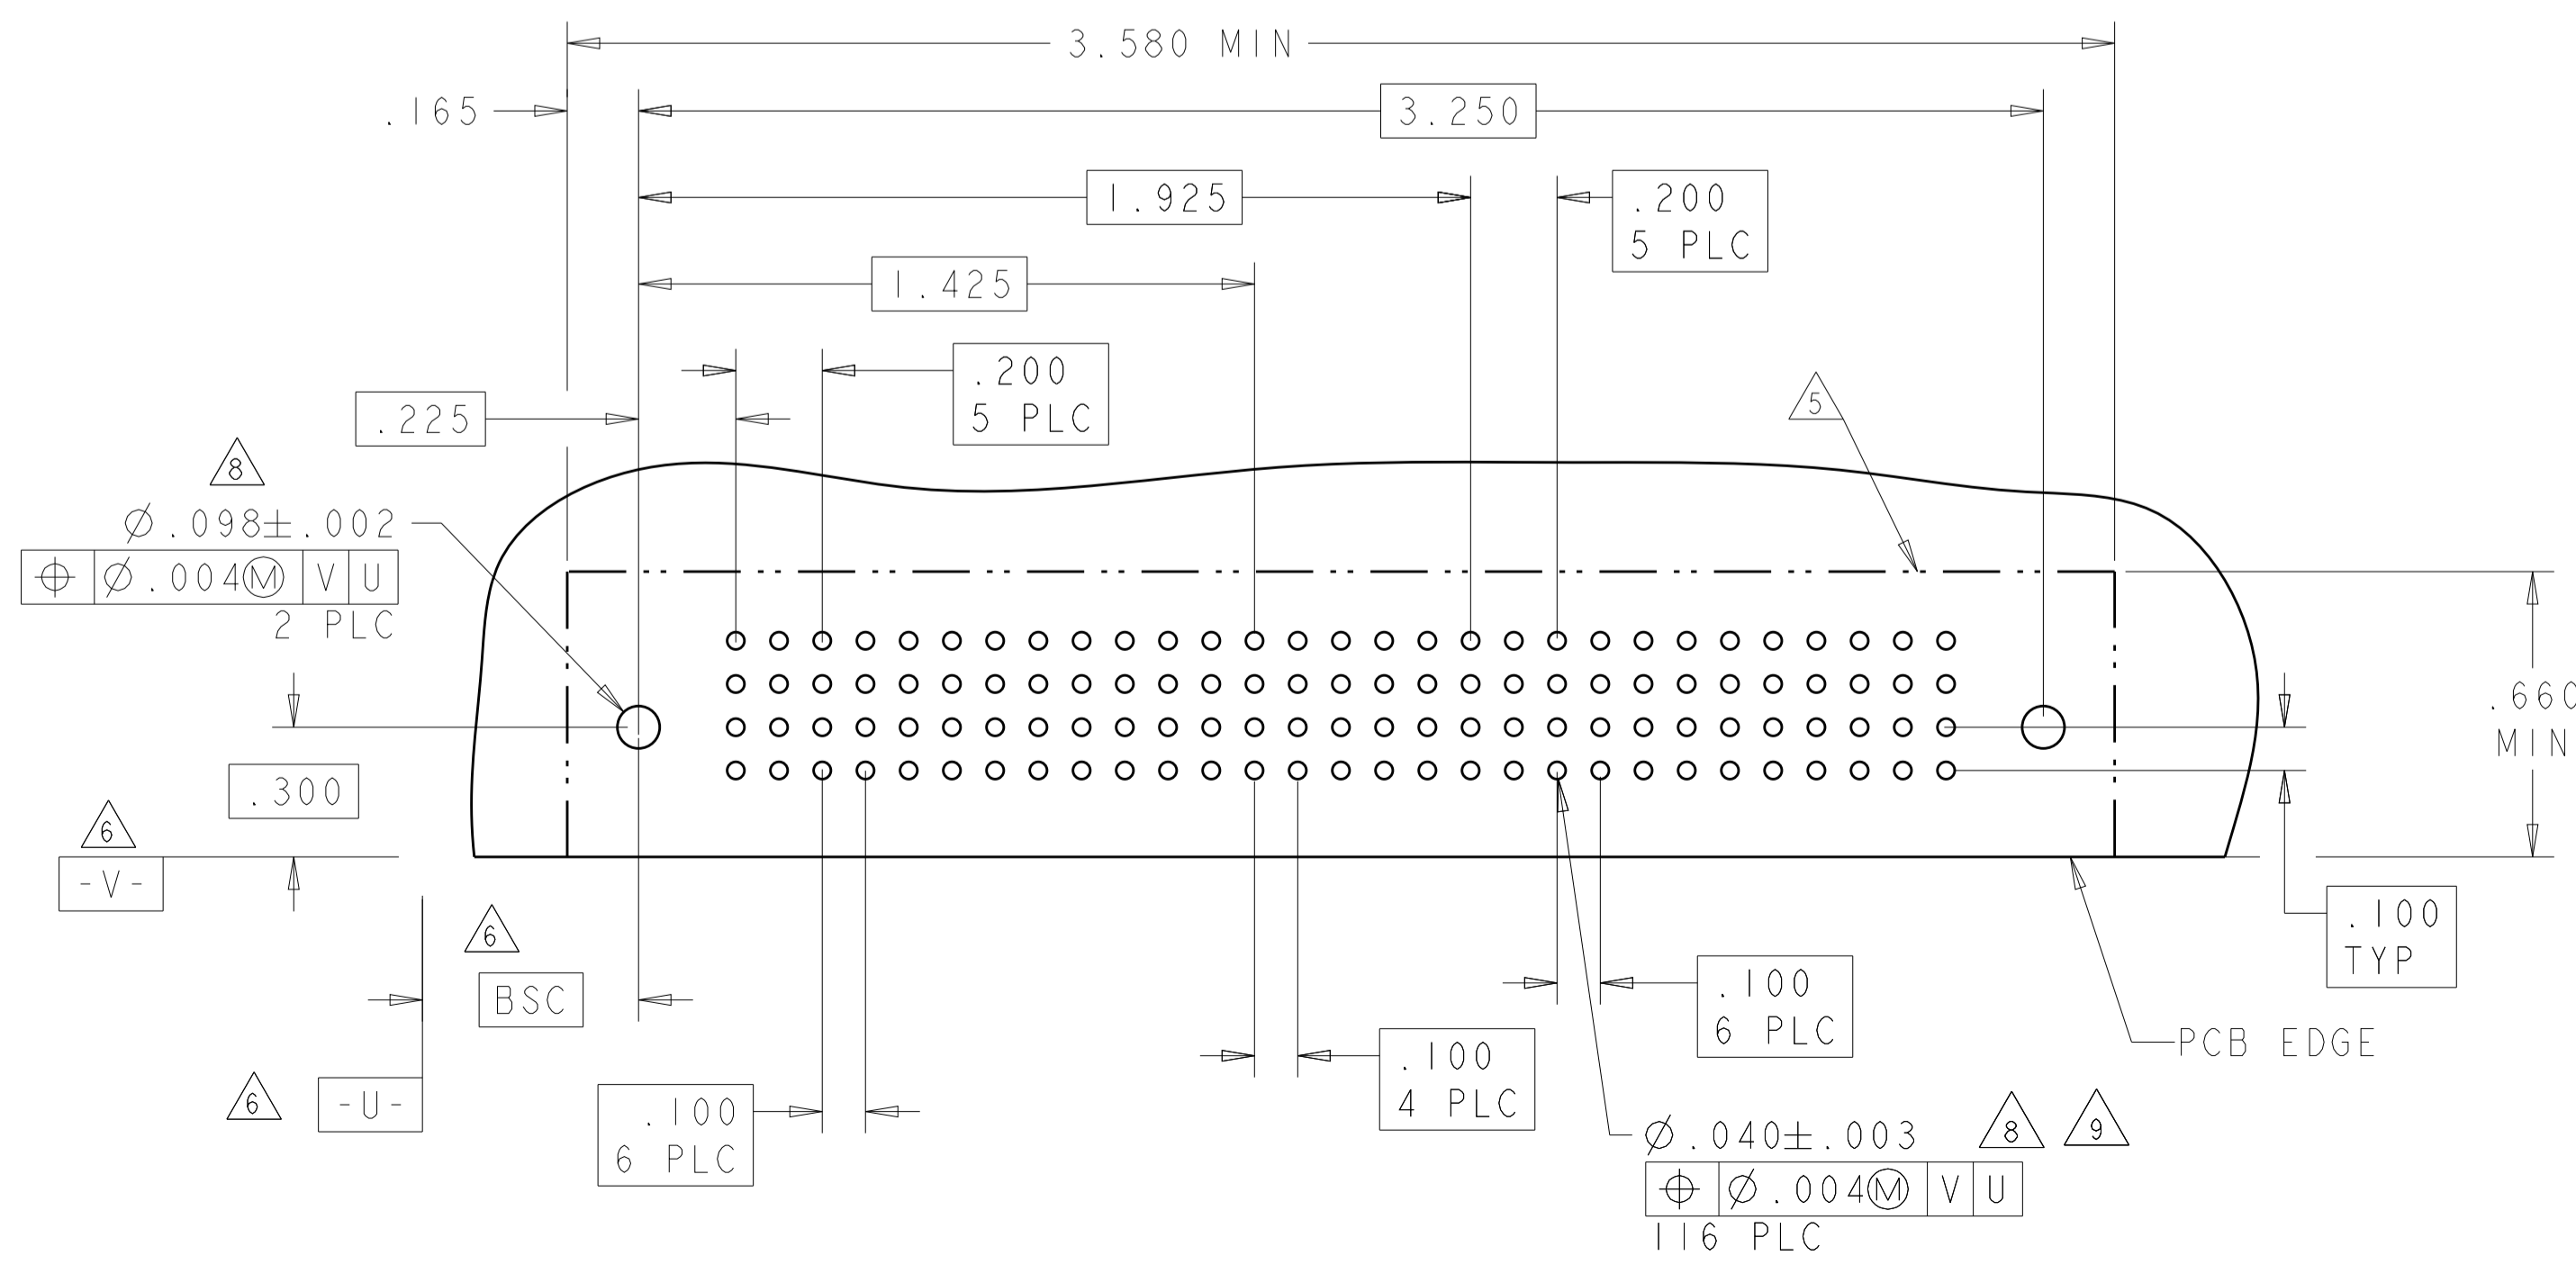 3.580 MIN
.165
3.250
1.925
.200
5 PLC
1.425
.200
5 PLC
.225
5
8
Ø.098±.002
⌖ Ø.004Ⓜ V U
2 PLC
.300
6
-V-
6
BSC
6
-U-
.660
MIN
.100
TYP
PCB EDGE
.100
6 PLC
.100
4 PLC
.100
6 PLC
Ø.040±.003
8
9
⌖ Ø.004Ⓜ V U
116 PLC